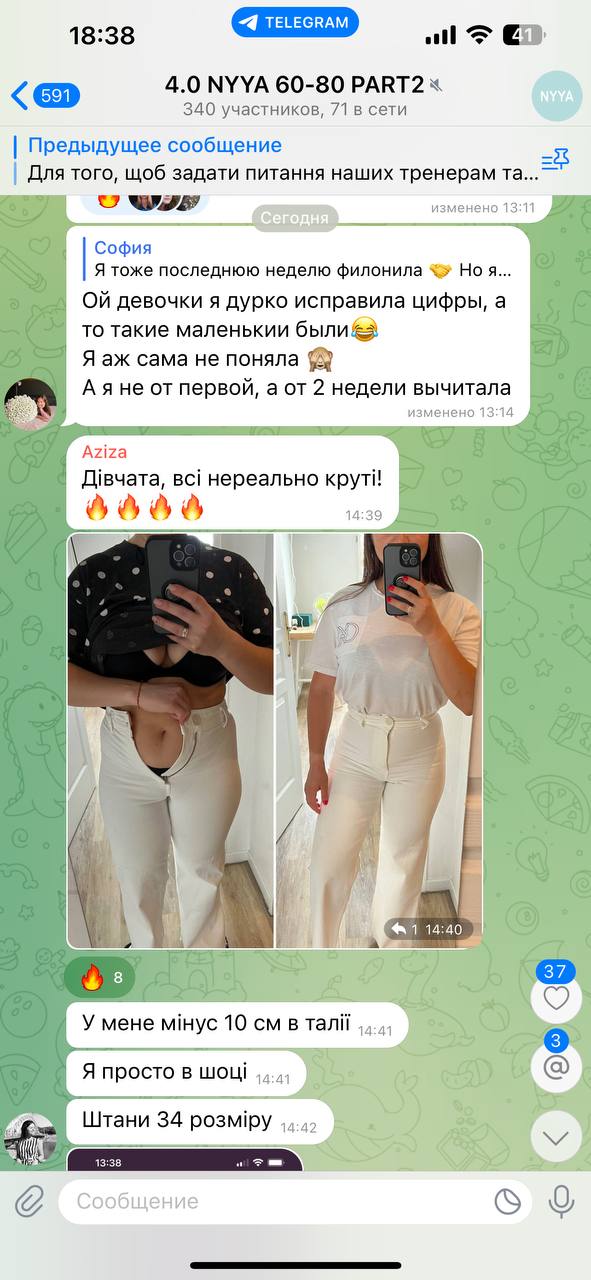 18:38
TELEGRAM
41
591
4.0 NYYA 60-80 PART2
340 участников, 71 в сети
NYYA
Предыдущее сообщение
Для того, щоб задати питання наших тренерам та...
изменено 13:11
Сегодня
София
Я тоже последнюю неделю филонила 🤝 Но я...
Ой девочки я дурко исправила цифры, а
то такие маленькии были😂
Я аж сама не поняла 🙈
А я не от первой, а от 2 недели вычитала
изменено 13:14
Aziza
Дівчата, всі нереально круті!
🔥🔥🔥🔥
14:39
1 14:40
🔥 8
У мене мінус 10 см в талії 14:41
Я просто в шоці 14:41
Штани 34 розміру 14:42
13:38
37
3
@
Сообщение